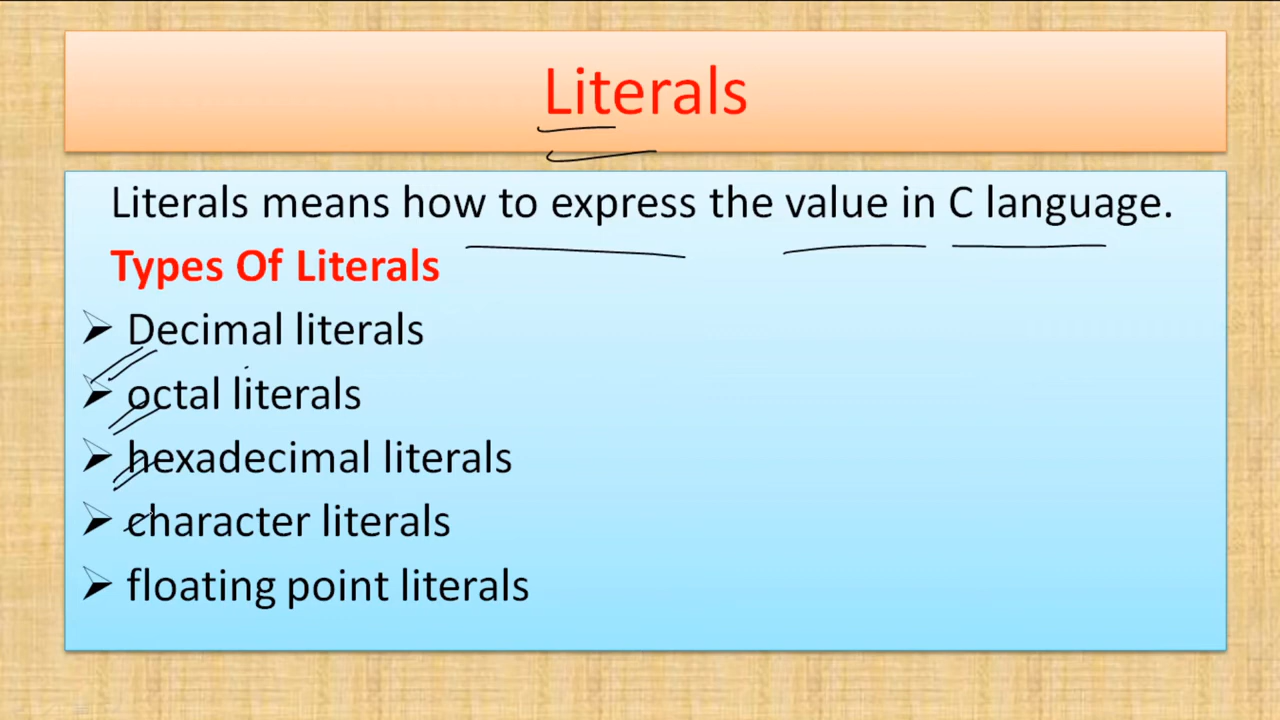 Literals
Literals means how to express the value in C language.
Types Of Literals
➢ Decimal literals
➢ octal literals
➢ hexadecimal literals
➢ character literals
➢ floating point literals